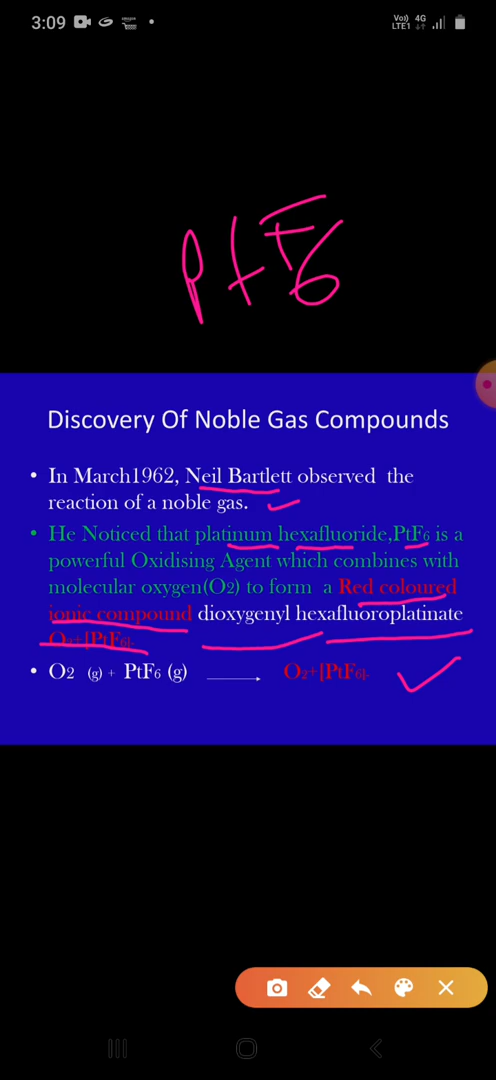 3:09
Vo)) 4G
LTE1
PtF6
Discovery Of Noble Gas Compounds
• In March1962, Neil Bartlett observed the
reaction of a noble gas.
• He Noticed that platinum hexafluoride,PtF6 is a
powerful Oxidising Agent which combines with
molecular oxygen(O2) to form a Red coloured
ionic compound dioxygenyl hexafluoroplatinate
O2+[PtF6]-
• O2 (g) + PtF6 (g) → O2+[PtF6]-